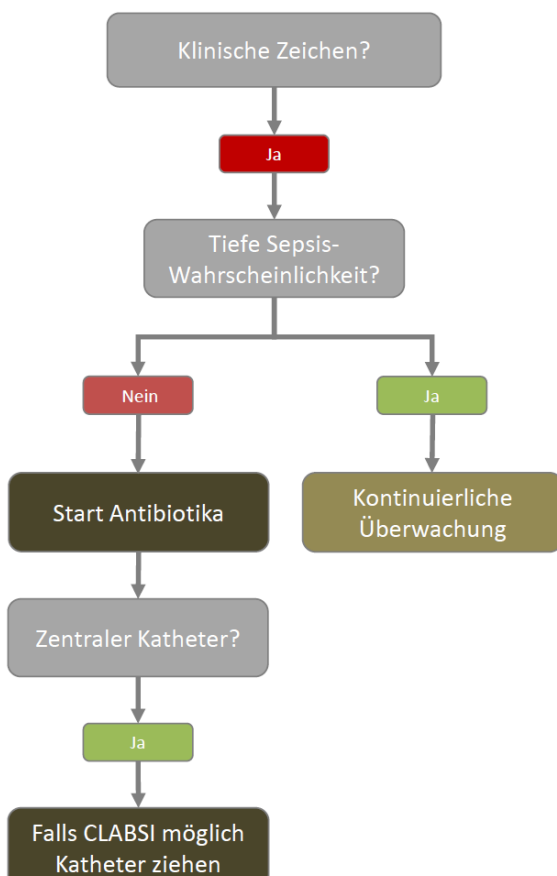 Klinische Zeichen?
Ja
Tiefe Sepsis-
Wahrscheinlichkeit?
Nein
Ja
Start Antibiotika
Kontinuierliche
Überwachung
Zentraler Katheter?
Ja
Falls CLABSI möglich
Katheter ziehen